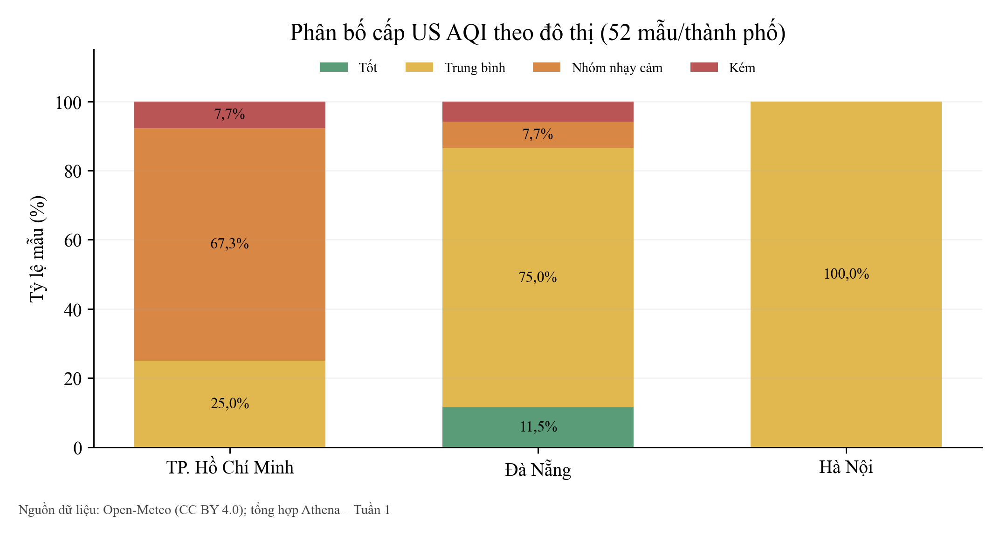 Phân bố cấp US AQI theo đô thị (52 mẫu/thành phố)
Tốt Trung bình Nhóm nhạy cảm Kém
Tỷ lệ mẫu (%)
100
80
60
40
20
0
7,7%
67,3%
25,0%
7,7%
75,0%
11,5%
100,0%
TP. Hồ Chí Minh Đà Nẵng Hà Nội
Nguồn dữ liệu: Open-Meteo (CC BY 4.0); tổng hợp Athena – Tuần 1